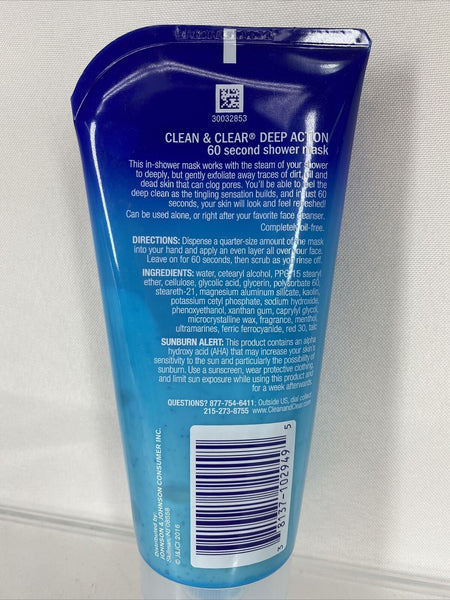 30032853
CLEAN & CLEAR® DEEP ACTION
60 second shower mask
This in-shower mask works with the steam of your shower
to deeply, but gently exfoliate away traces of dirt, oil and
dead skin that can clog pores. You'll be able to feel the
deep clean as the tingling sensation builds, and in just 60
seconds, your skin will look and feel refreshed!
Can be used alone, or right after your favorite face cleanser.
Completely oil-free.
DIRECTIONS: Dispense a quarter-size amount of the mask
into your hand and apply an even layer all over your face.
Leave on for 60 seconds, then scrub as you rinse off.
INGREDIENTS: water, cetearyl alcohol, PPG-15 stearyl
ether, cellulose, glycolic acid, glycerin, polysorbate 60,
steareth-21, magnesium aluminum silicate, kaolin,
potassium cetyl phosphate, sodium hydroxide,
phenoxyethanol, xanthan gum, caprylyl glycol,
microcrystalline wax, fragrance, menthol,
ultramarines, ferric ferrocyanide, red 30, talc
SUNBURN ALERT: This product contains an alpha
hydroxy acid (AHA) that may increase your skin's
sensitivity to the sun and particularly the possibility of
sunburn. Use a sunscreen, wear protective clothing,
and limit sun exposure while using this product and
for a week afterwards.
QUESTIONS? 877-754-6411; Outside US, dial collect
215-273-8755 www.CleanandClear.com
3 81371 02949 5
Distributed by:
JOHNSON & JOHNSON CONSUMER INC.
Skillman, NJ 08558
© J&JCI 2016